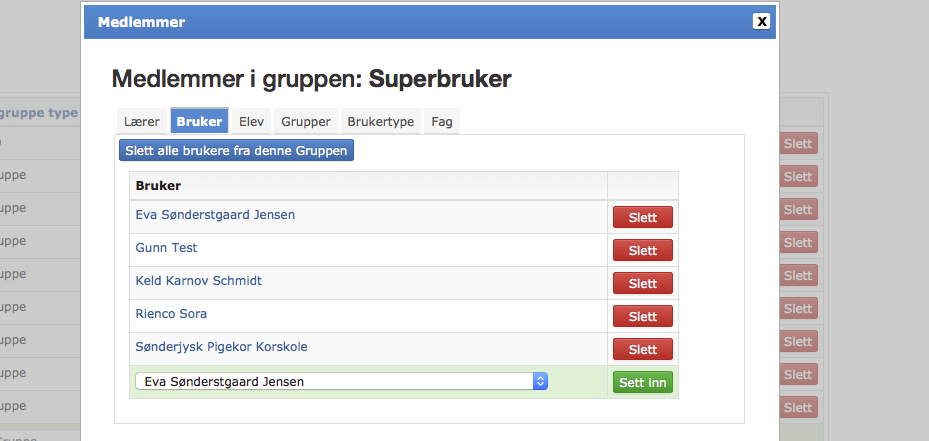 Medlemmer
X
Medlemmer i gruppen: Superbruker
Lærer Bruker Elev Grupper Brukertype Fag
Slett alle brukere fra denne Gruppen
Bruker
Eva Sønderstgaard Jensen Slett
Gunn Test Slett
Keld Karnov Schmidt Slett
Rienco Sora Slett
Sønderjysk Pigekor Korskole Slett
Eva Sønderstgaard Jensen Sett inn
gruppe type
uppe
uppe
uppe
uppe
uppe
uppe
uppe
uppe
Gruppe
Slett
Slett
Slett
Slett
Slett
Slett
Slett
Slett
Slett